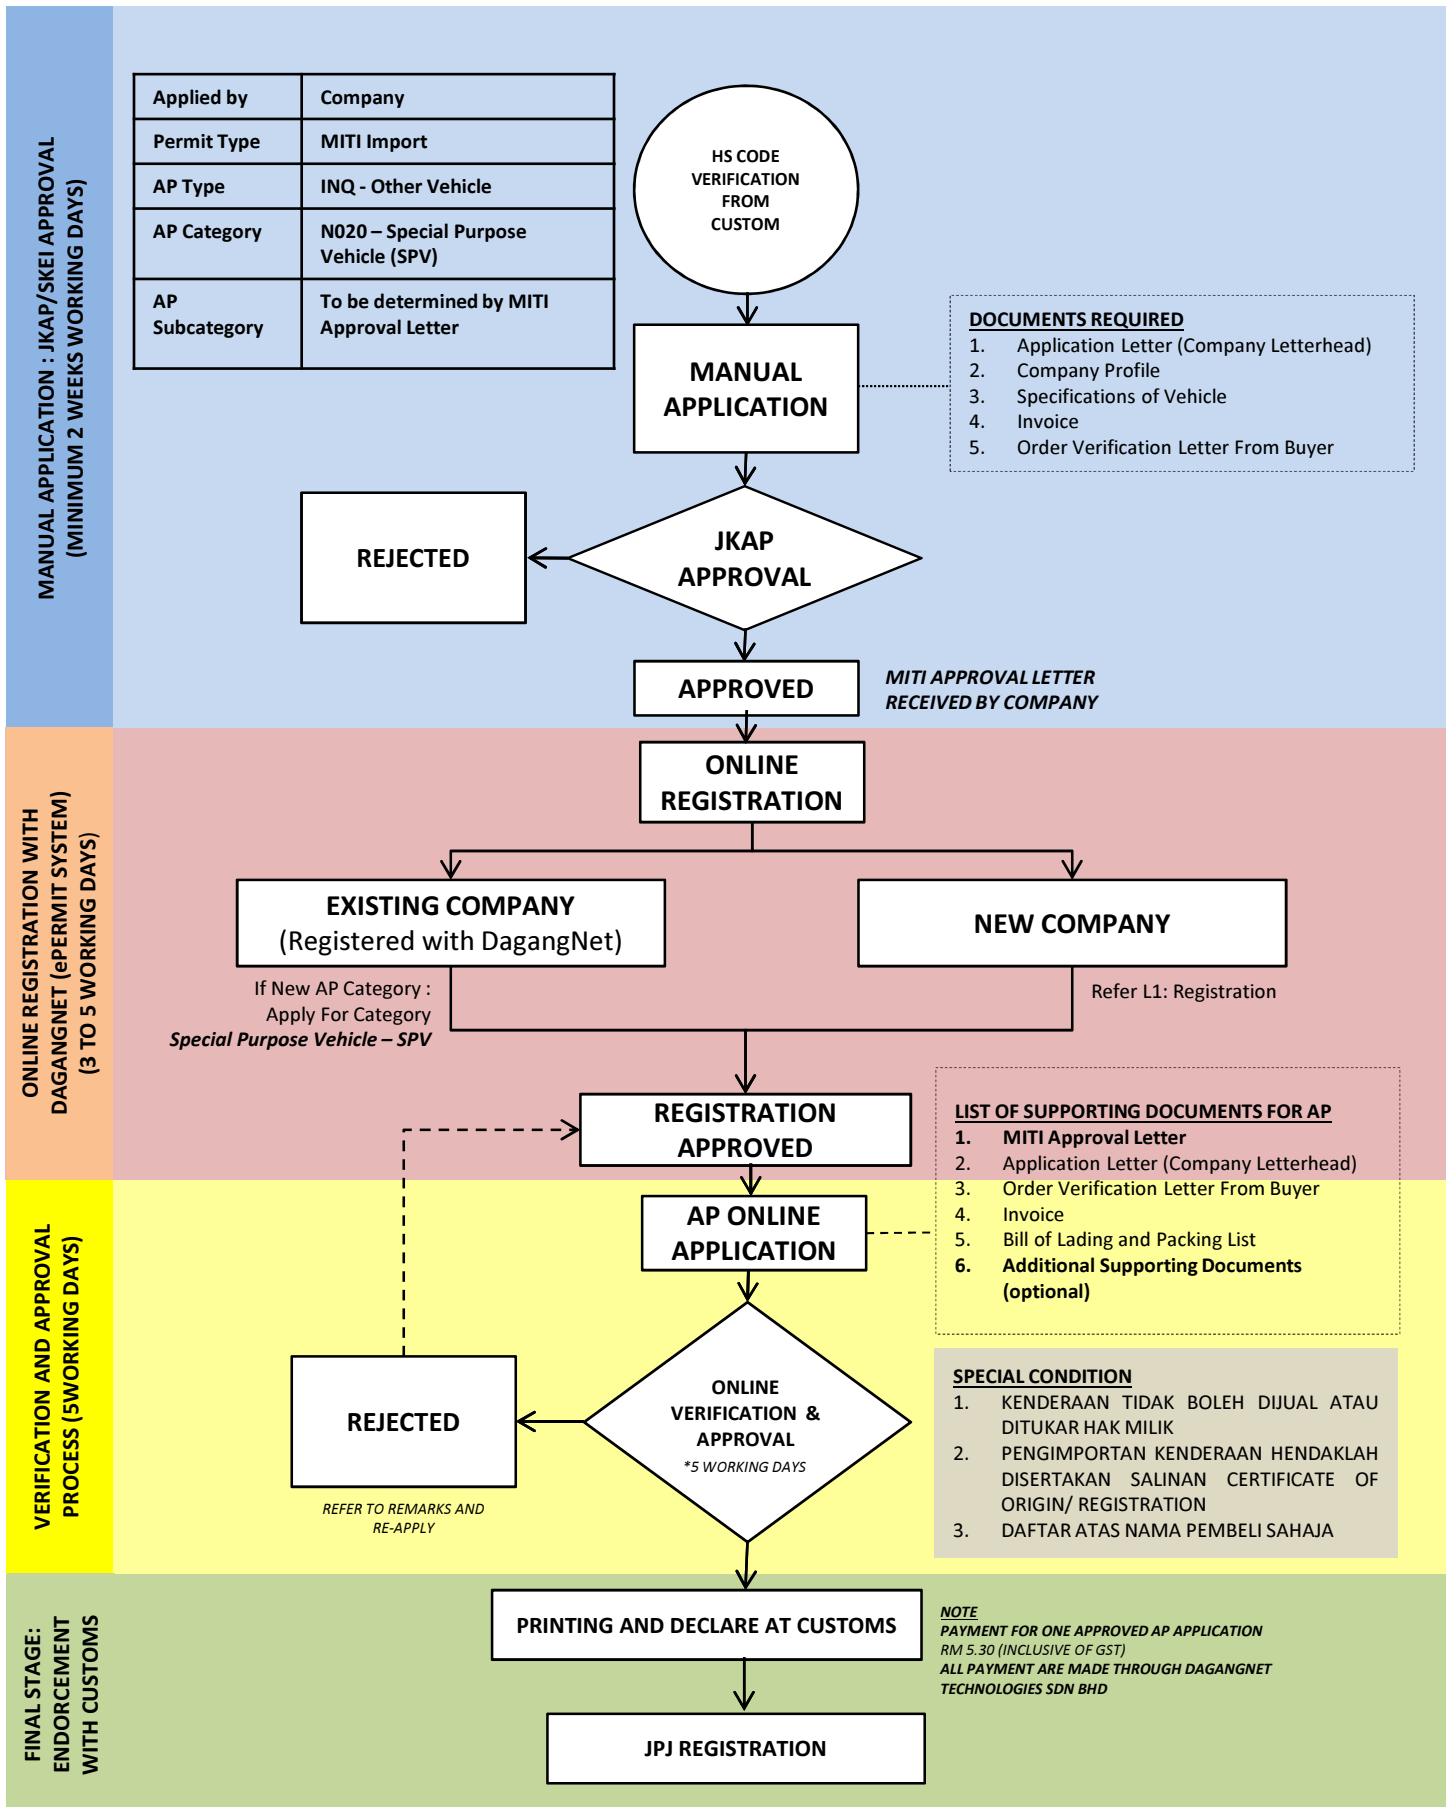 MANUAL APPLICATION : JKAP/SKEI APPROVAL
(MINIMUM 2 WEEKS WORKING DAYS)
Applied by
Company
Permit Type
MITI Import
AP Type
INQ - Other Vehicle
AP Category
N020 – Special Purpose
Vehicle (SPV)
AP
Subcategory
To be determined by MITI
Approval Letter
HS CODE
VERIFICATION
FROM
CUSTOM
MANUAL
APPLICATION
DOCUMENTS REQUIRED
1. Application Letter (Company Letterhead)
2. Company Profile
3. Specifications of Vehicle
4. Invoice
5. Order Verification Letter From Buyer
JKAP
APPROVAL
REJECTED
APPROVED
MITI APPROVAL LETTER
RECEIVED BY COMPANY
ONLINE REGISTRATION WITH
DAGANGNET (ePERMIT SYSTEM)
(3 TO 5 WORKING DAYS)
ONLINE
REGISTRATION
EXISTING COMPANY
(Registered with DagangNet)
NEW COMPANY
If New AP Category :
Apply For Category
Special Purpose Vehicle – SPV
Refer L1: Registration
REGISTRATION
APPROVED
LIST OF SUPPORTING DOCUMENTS FOR AP
1. MITI Approval Letter
2. Application Letter (Company Letterhead)
3. Order Verification Letter From Buyer
4. Invoice
5. Bill of Lading and Packing List
6. Additional Supporting Documents
(optional)
VERIFICATION AND APPROVAL
PROCESS (5WORKING DAYS)
AP ONLINE
APPLICATION
ONLINE
VERIFICATION &
APPROVAL
*5 WORKING DAYS
REJECTED
REFER TO REMARKS AND
RE-APPLY
SPECIAL CONDITION
1. KENDERAAN TIDAK BOLEH DIJUAL ATAU
DITUKAR HAK MILIK
2. PENGIMPORTAN KENDERAAN HENDAKLAH
DISERTAKAN SALINAN CERTIFICATE OF
ORIGIN/ REGISTRATION
3. DAFTAR ATAS NAMA PEMBELI SAHAJA
FINAL STAGE:
ENDORCEMENT
WITH CUSTOMS
PRINTING AND DECLARE AT CUSTOMS
NOTE
PAYMENT FOR ONE APPROVED AP APPLICATION
RM 5.30 (INCLUSIVE OF GST)
ALL PAYMENT ARE MADE THROUGH DAGANGNET
TECHNOLOGIES SDN BHD
JPJ REGISTRATION